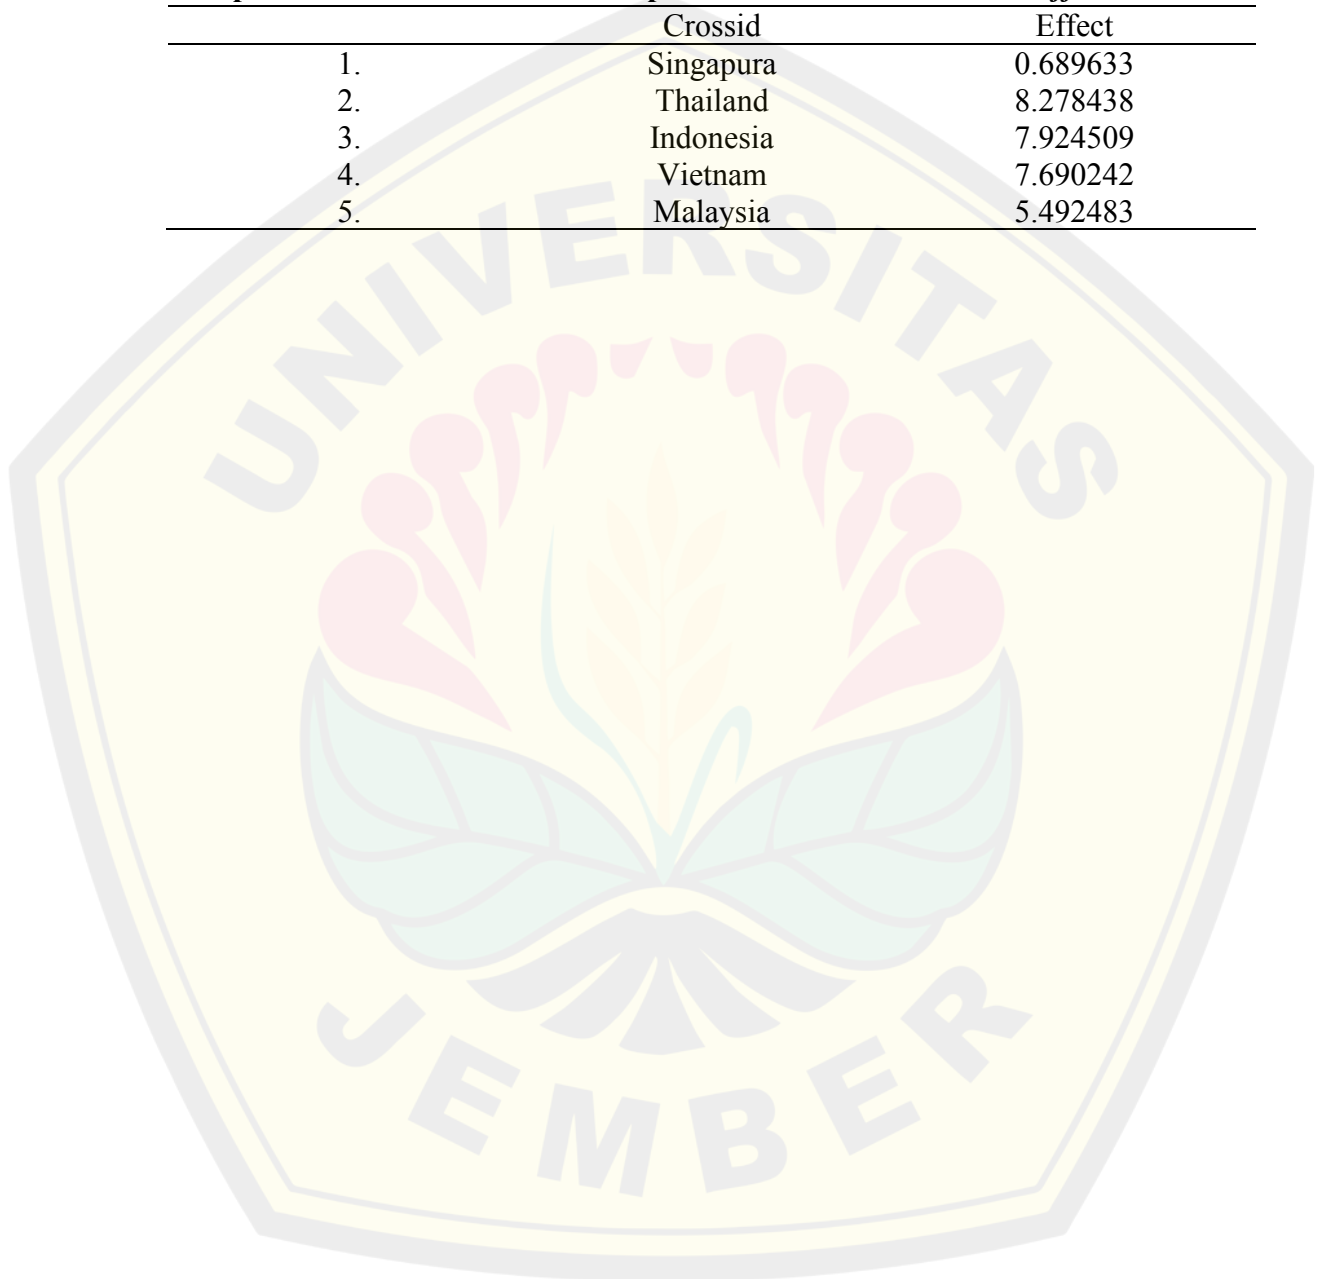 Crossid Effect
1. Singapura 0.689633
2. Thailand 8.278438
3. Indonesia 7.924509
4. Vietnam 7.690242
5. Malaysia 5.492483
UNIVERSITAS
JEMBER